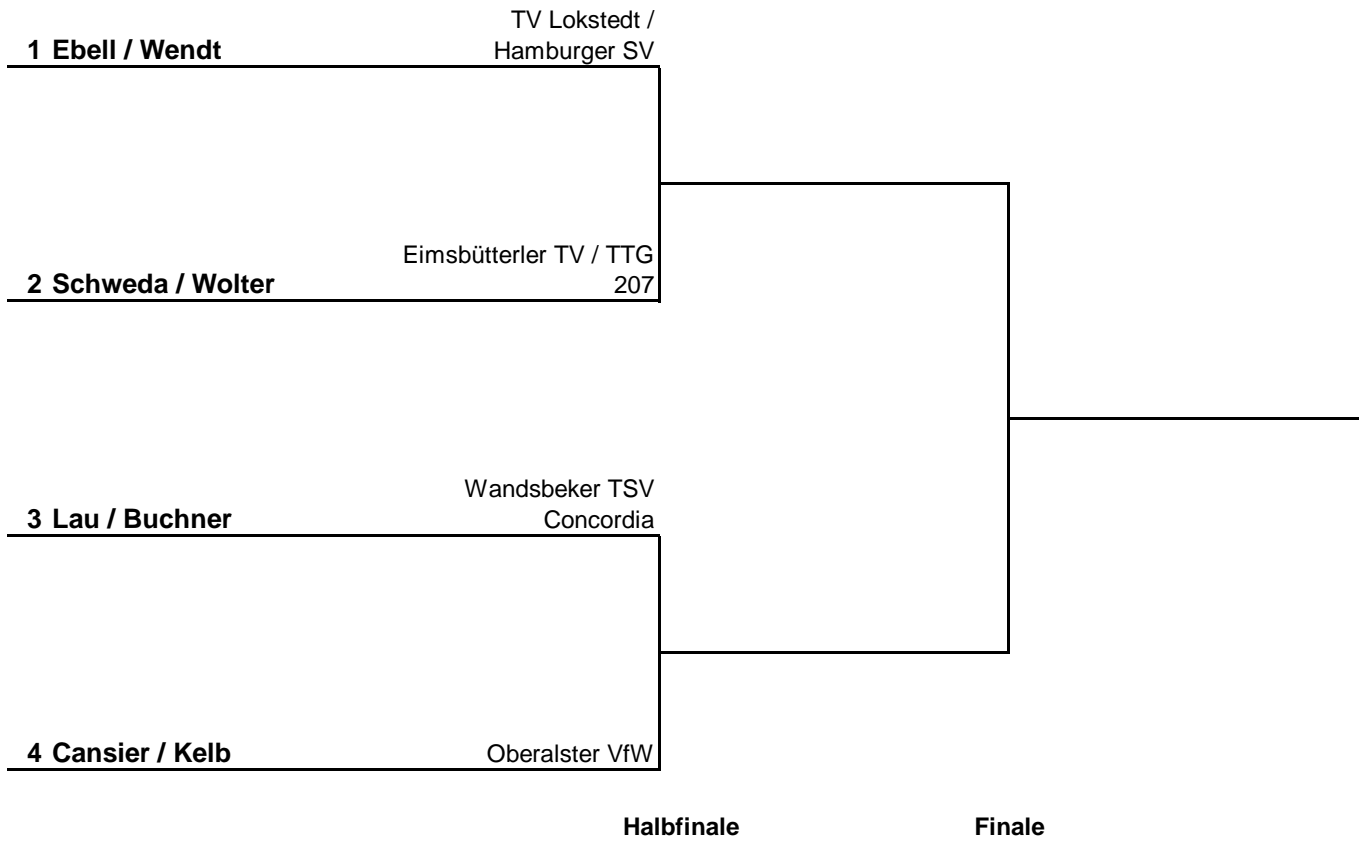 TV Lokstedt /
1 Ebell / Wendt Hamburger SV
Eimsbütterler TV / TTG
2 Schweda / Wolter 207
Wandsbeker TSV
3 Lau / Buchner Concordia
4 Cansier / Kelb Oberalster VfW
Halbfinale Finale